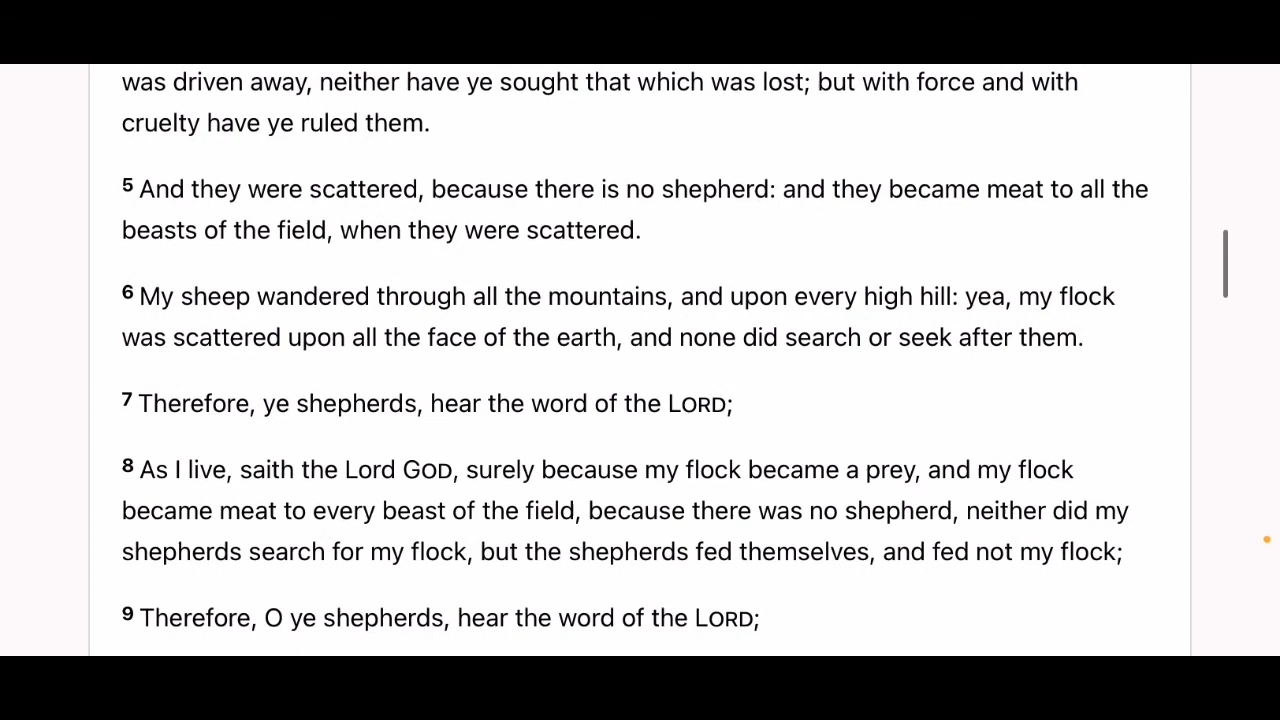 was driven away, neither have ye sought that which was lost; but with force and with
cruelty have ye ruled them.
5 And they were scattered, because there is no shepherd: and they became meat to all the
beasts of the field, when they were scattered.
6 My sheep wandered through all the mountains, and upon every high hill: yea, my flock
was scattered upon all the face of the earth, and none did search or seek after them.
7 Therefore, ye shepherds, hear the word of the LORD;
8 As I live, saith the Lord GOD, surely because my flock became a prey, and my flock
became meat to every beast of the field, because there was no shepherd, neither did my
shepherds search for my flock, but the shepherds fed themselves, and fed not my flock;
9 Therefore, O ye shepherds, hear the word of the LORD;